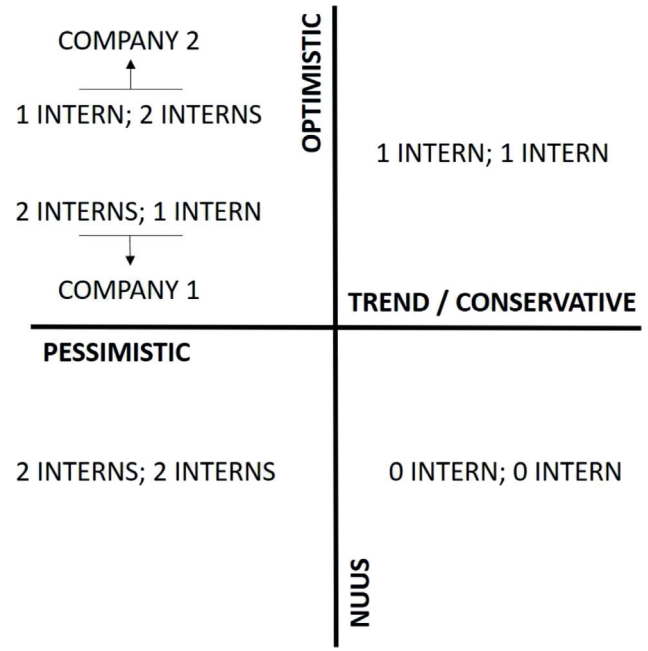 COMPANY 2
1 INTERN; 2 INTERNS
OPTIMISTIC
1 INTERN; 1 INTERN
2 INTERNS; 1 INTERN
COMPANY 1
TREND / CONSERVATIVE
PESSIMISTIC
2 INTERNS; 2 INTERNS
0 INTERN; 0 INTERN
NUUS